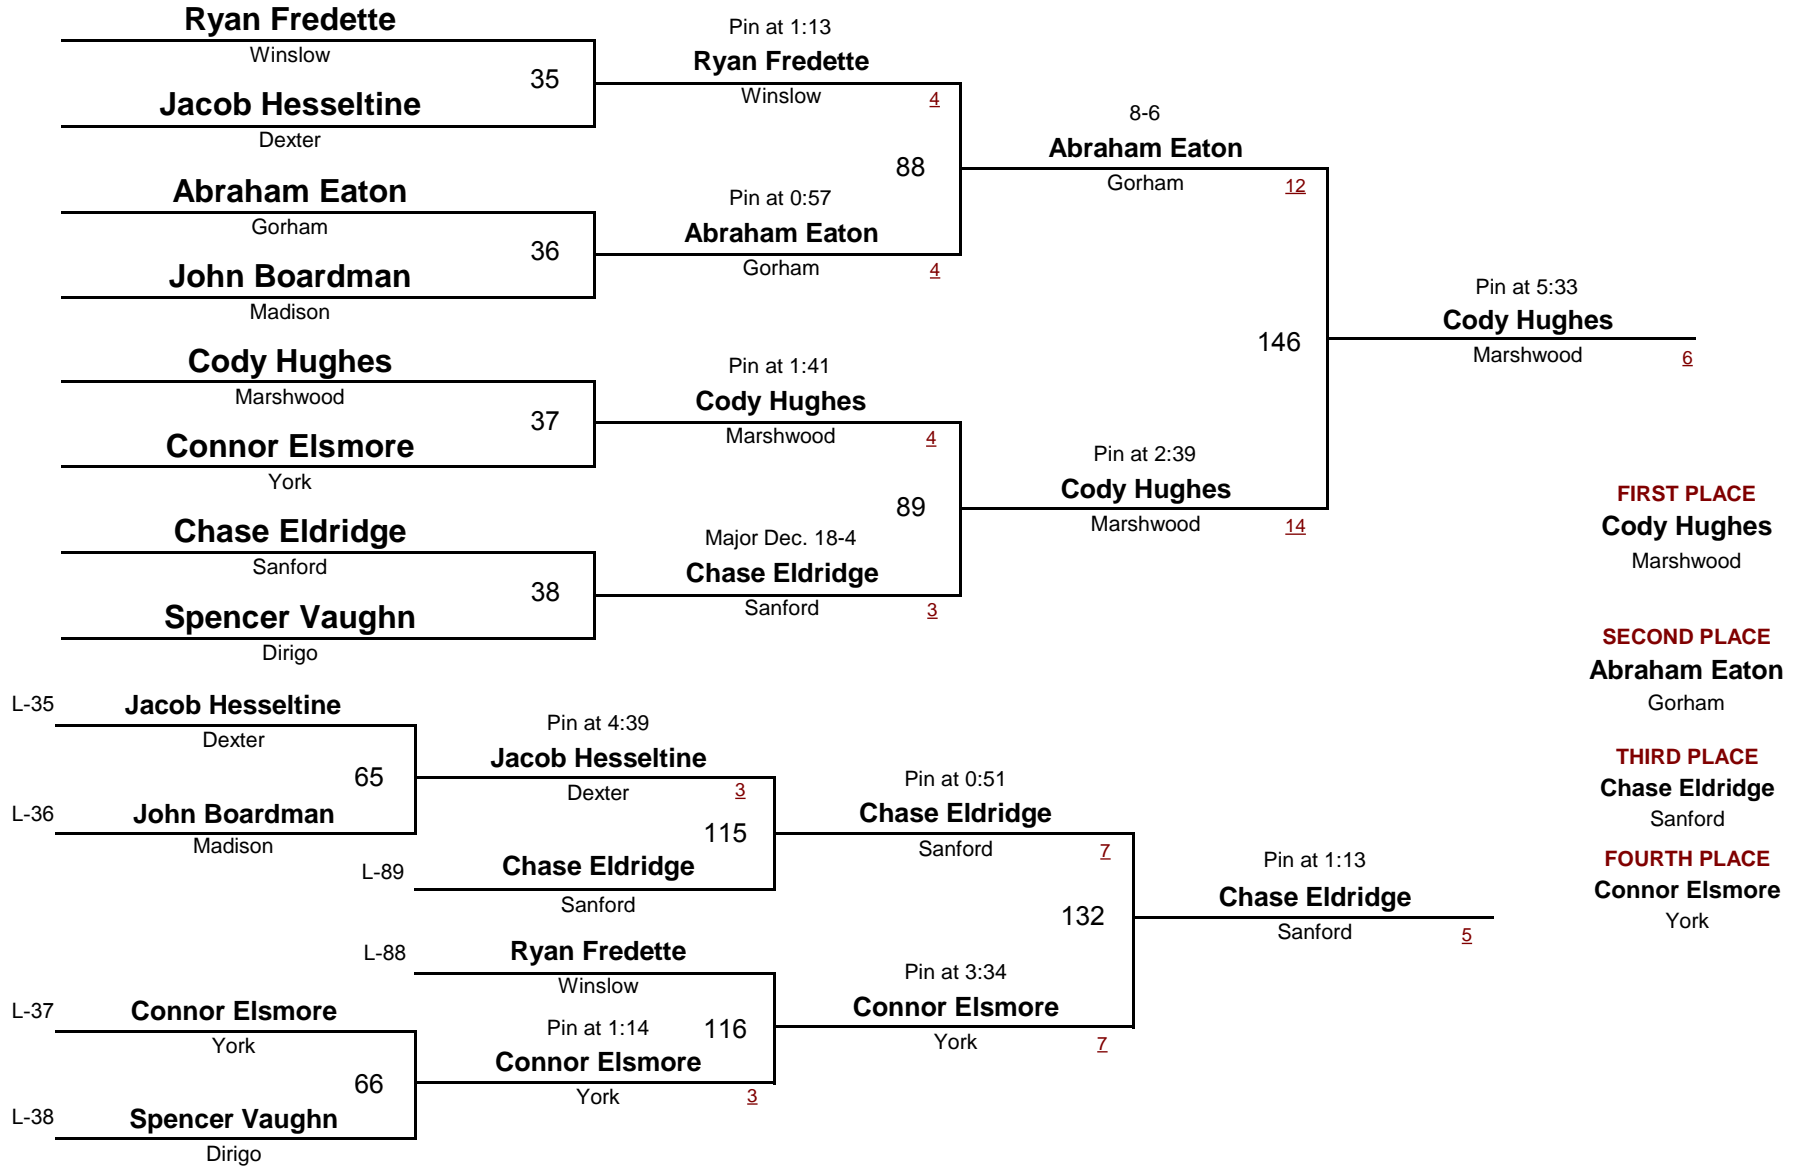 Ryan Fredette
Winslow
35
Jacob Hesseltine
Dexter
Abraham Eaton
Gorham
36
John Boardman
Madison
Cody Hughes
Marshwood
37
Connor Elsmore
York
Chase Eldridge
Sanford
38
Spencer Vaughn
Dirigo
Pin at 1:13
Ryan Fredette
Winslow 4
88
Pin at 0:57
Abraham Eaton
Gorham 4
Pin at 1:41
Cody Hughes
Marshwood 4
89
Major Dec. 18-4
Chase Eldridge
Sanford 3
8-6
Abraham Eaton
Gorham 12
146
Pin at 2:39
Cody Hughes
Marshwood 14
Pin at 5:33
Cody Hughes
Marshwood 6
FIRST PLACE
Cody Hughes
Marshwood
SECOND PLACE
Abraham Eaton
Gorham
THIRD PLACE
Chase Eldridge
Sanford
FOURTH PLACE
Connor Elsmore
York
L-35 Jacob Hesseltine
Dexter
65
L-36 John Boardman
Madison
Pin at 4:39
Jacob Hesseltine
Dexter 3
115
L-89 Chase Eldridge
Sanford
L-88 Ryan Fredette
Winslow
L-37 Connor Elsmore
York
66
L-38 Spencer Vaughn
Dirigo
Pin at 1:14 116
Connor Elsmore
York 3
Pin at 0:51
Chase Eldridge
Sanford 7
132
Pin at 3:34
Connor Elsmore
York 7
Pin at 1:13
Chase Eldridge
Sanford 5